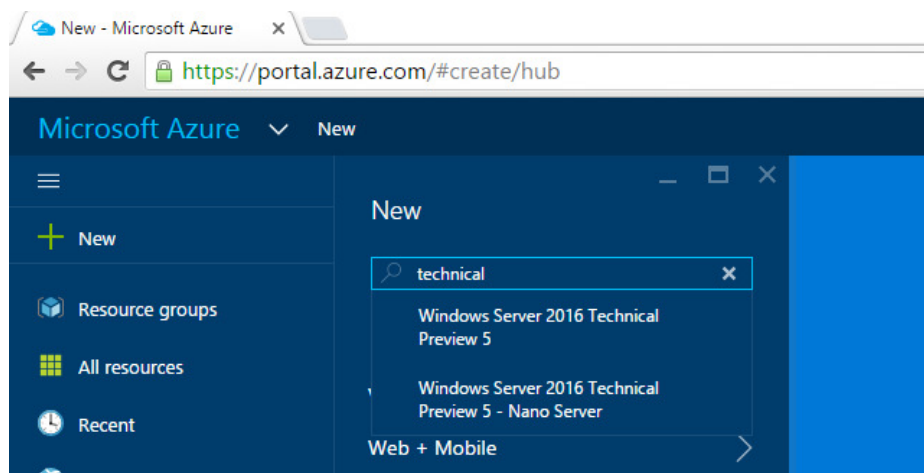 New - Microsoft Azure
https://portal.azure.com/#create/hub
Microsoft Azure New
New
New
technical
Resource groups
Windows Server 2016 Technical
Preview 5
All resources
Windows Server 2016 Technical
Preview 5 - Nano Server
Recent
Web + Mobile